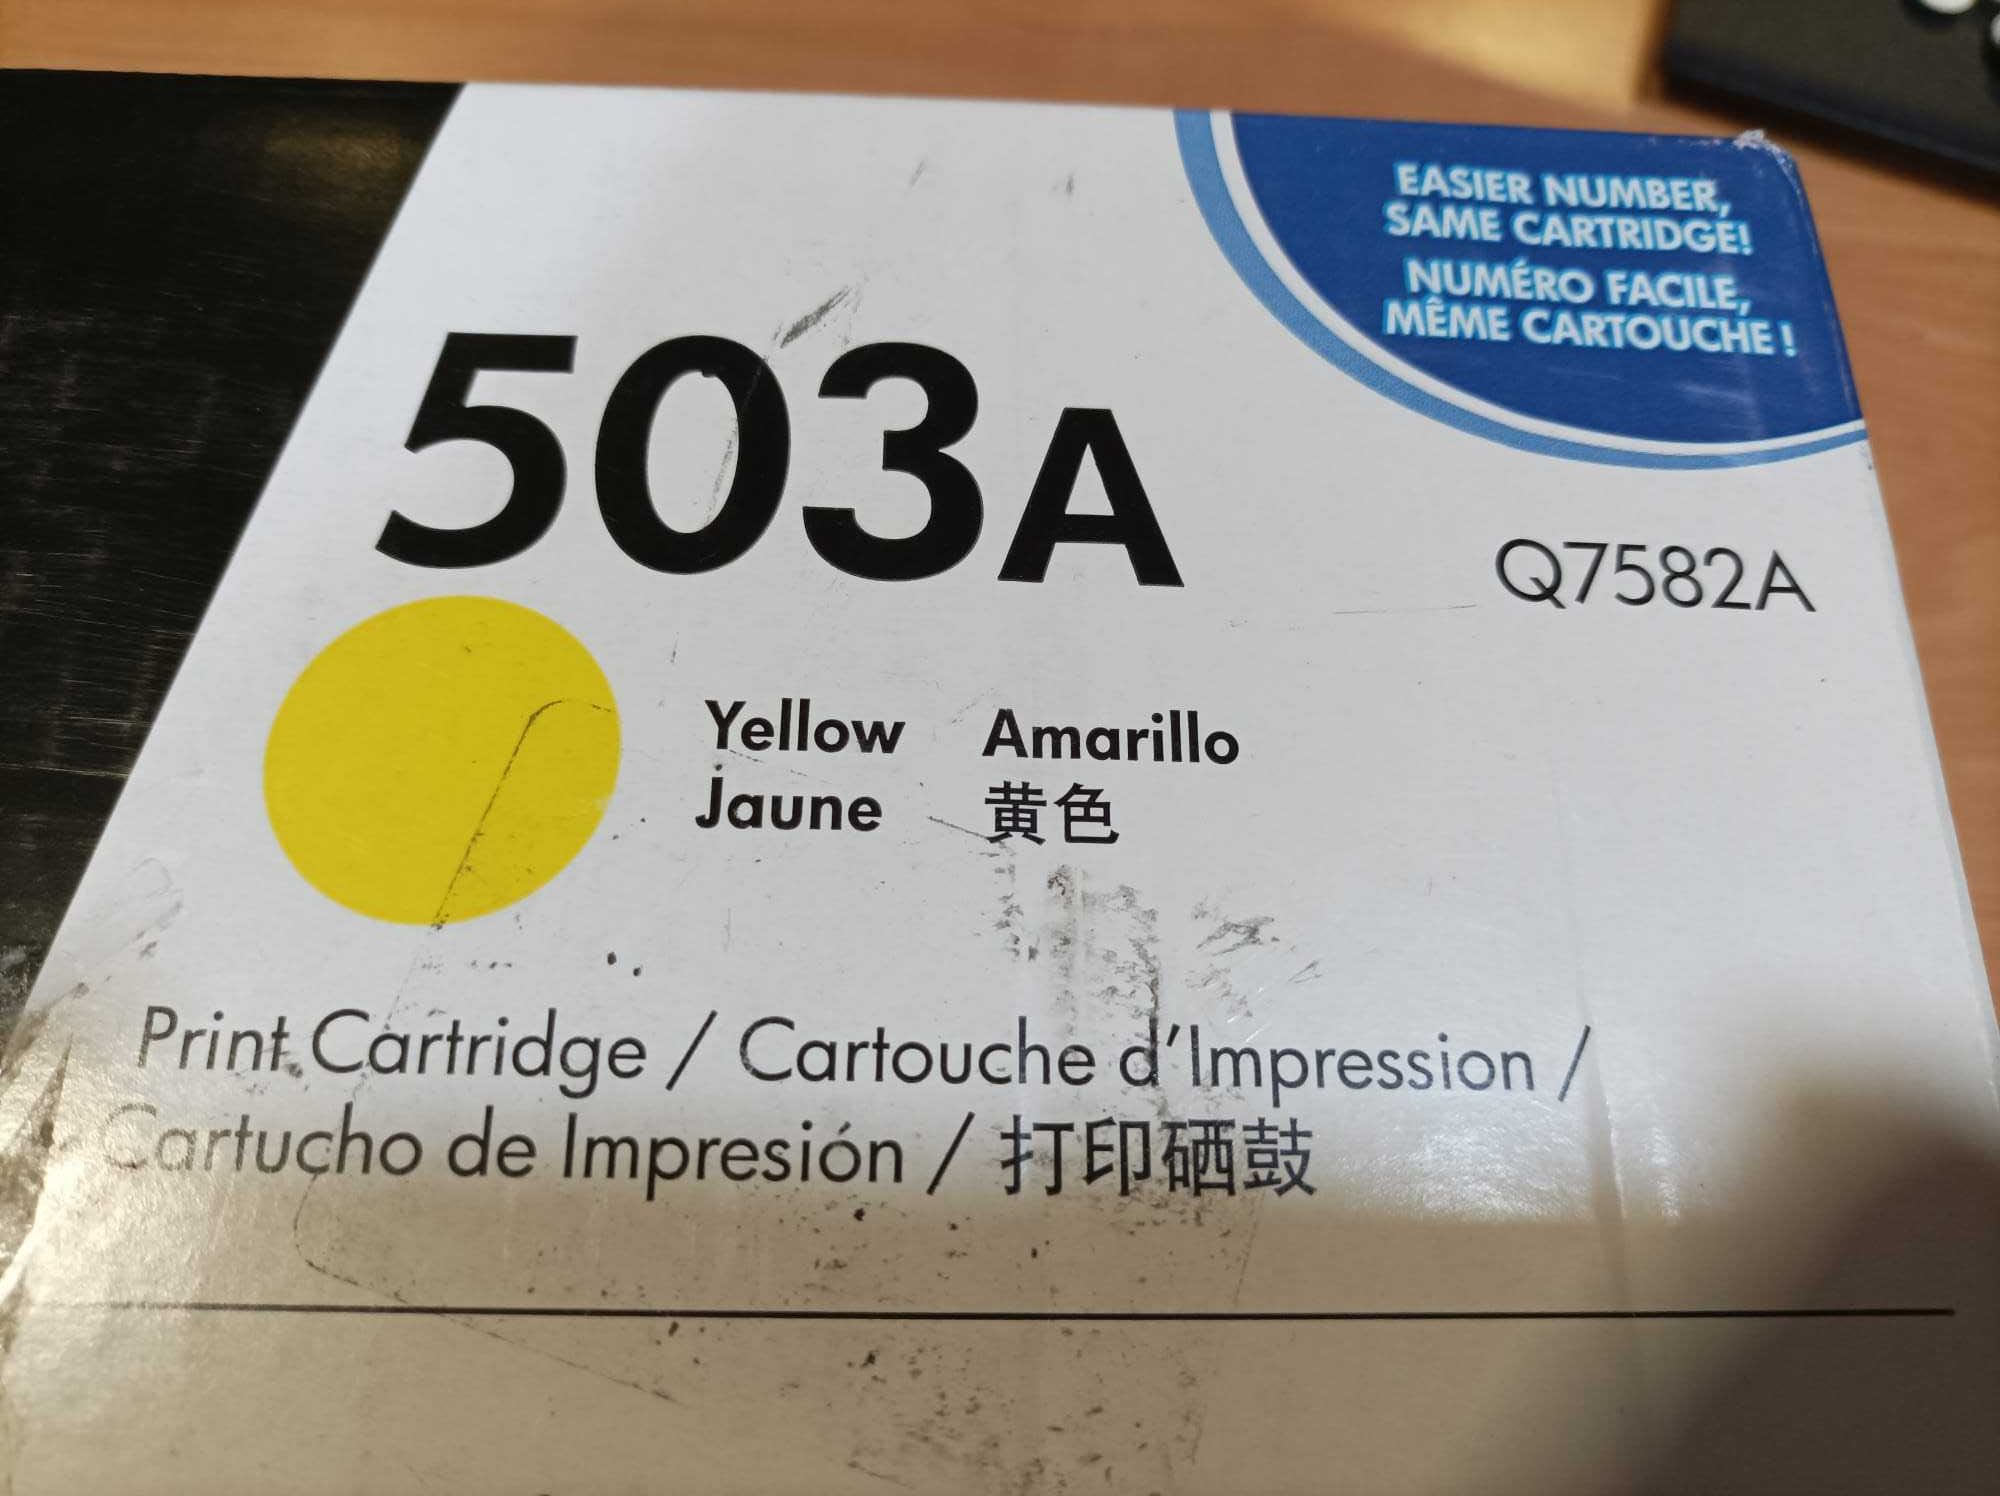 EASIER NUMBER,
SAME CARTRIDGE!
NUMÉRO FACILE,
MÊME CARTOUCHE !
503A
Q7582A
Yellow Amarillo
Jaune 黄色
Print Cartridge / Cartouche d'Impression /
Cartucho de Impresión / 打印硒鼓